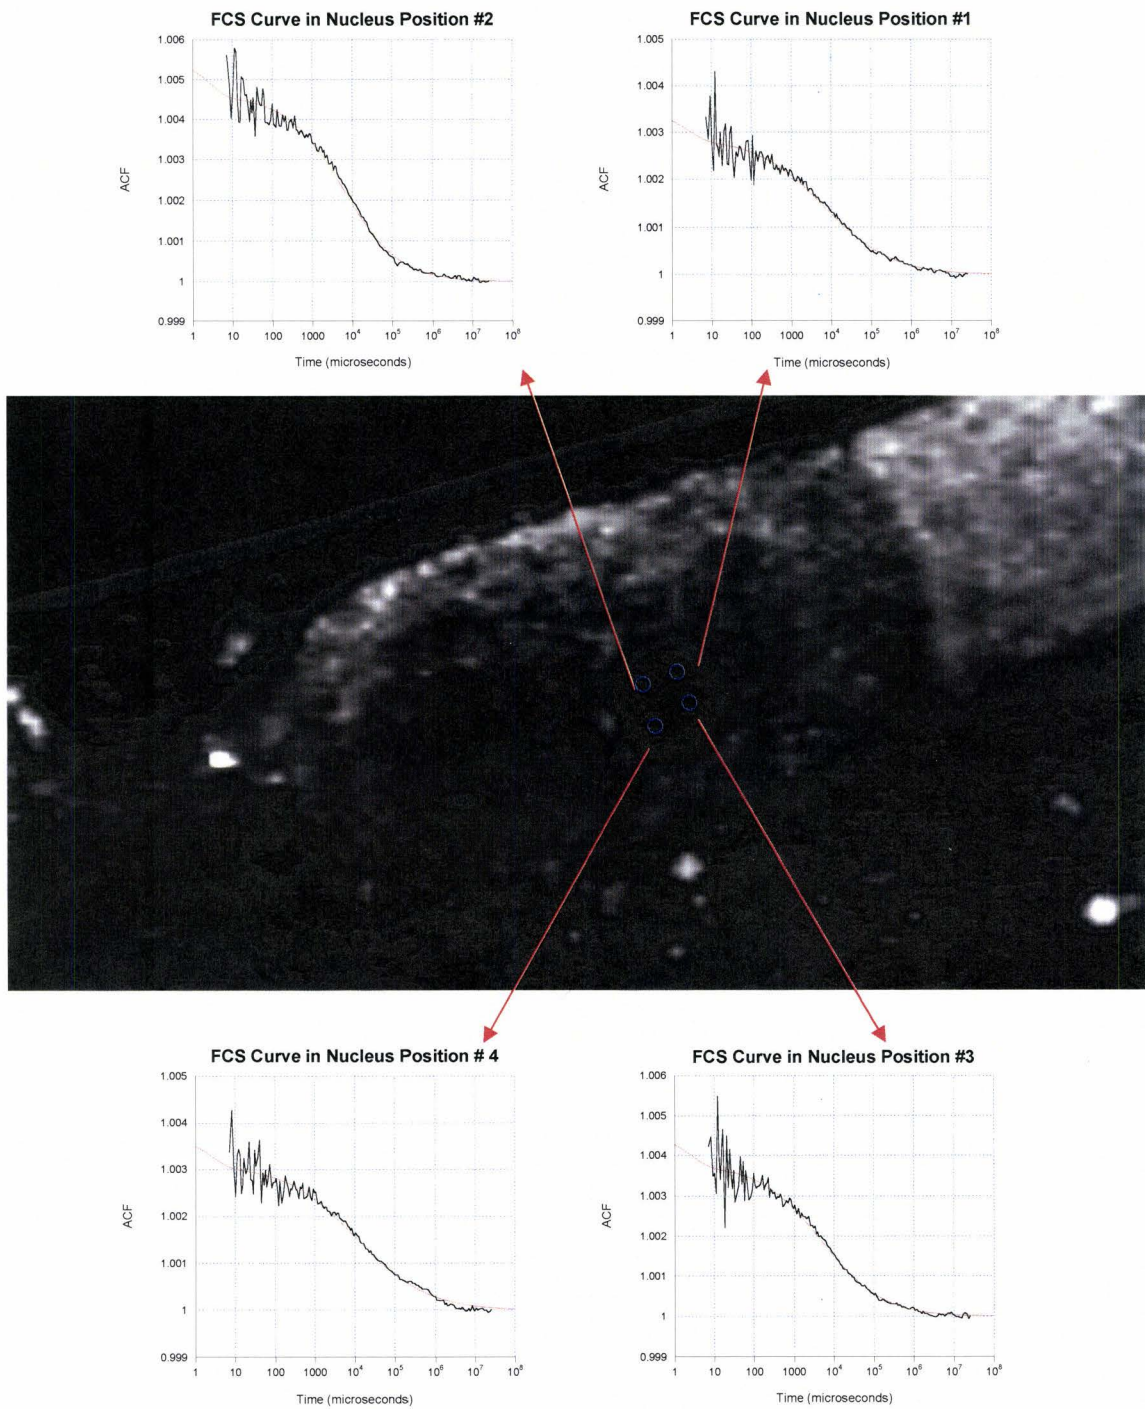 FCS Curve in Nucleus Position #2
1.006
1.005
1.004
1.003
1.002
1.001
1
0.999
ACF
1 10 100 1000 10⁴ 10⁵ 10⁶ 10⁷ 10⁸
Time (microseconds)
FCS Curve in Nucleus Position #1
1.005
1.004
1.003
1.002
1.001
1
0.999
ACF
1 10 100 1000 10⁴ 10⁵ 10⁶ 10⁷ 10⁸
Time (microseconds)
FCS Curve in Nucleus Position # 4
1.005
1.004
1.003
1.002
1.001
1
0.999
ACF
1 10 100 1000 10⁴ 10⁵ 10⁶ 10⁷ 10⁸
Time (microseconds)
FCS Curve in Nucleus Position #3
1.006
1.005
1.004
1.003
1.002
1.001
1
0.999
ACF
1 10 100 1000 10⁴ 10⁵ 10⁶ 10⁷ 10⁸
Time (microseconds)